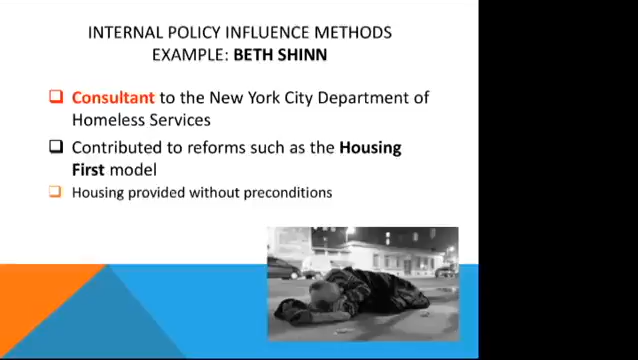 INTERNAL POLICY INFLUENCE METHODS
EXAMPLE: BETH SHINN
Consultant to the New York City Department of
Homeless Services
Contributed to reforms such as the Housing
First model
Housing provided without preconditions